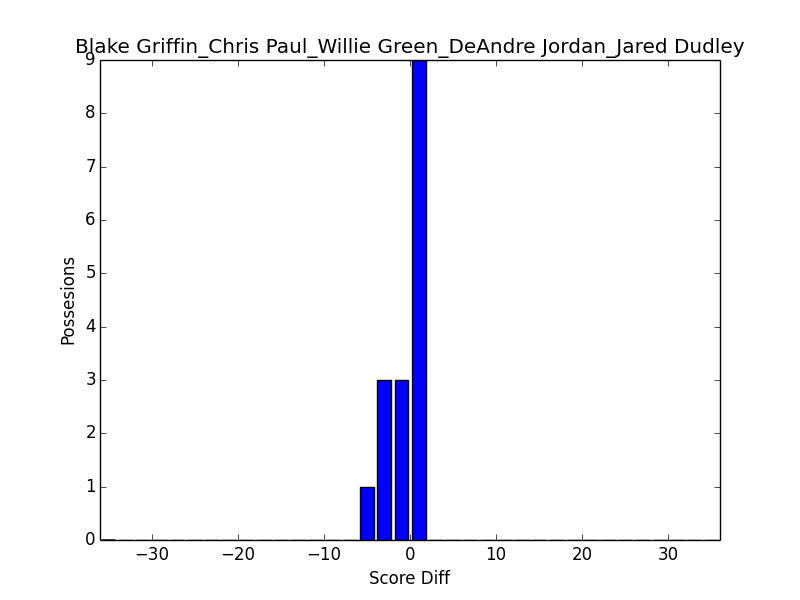 Blake Griffin_Chris Paul_Willie Green_DeAndre Jordan_Jared Dudley
9
8
7
6
5
4
3
2
1
0
Possesions
−30 −20 −10 0 10 20 30
Score Diff